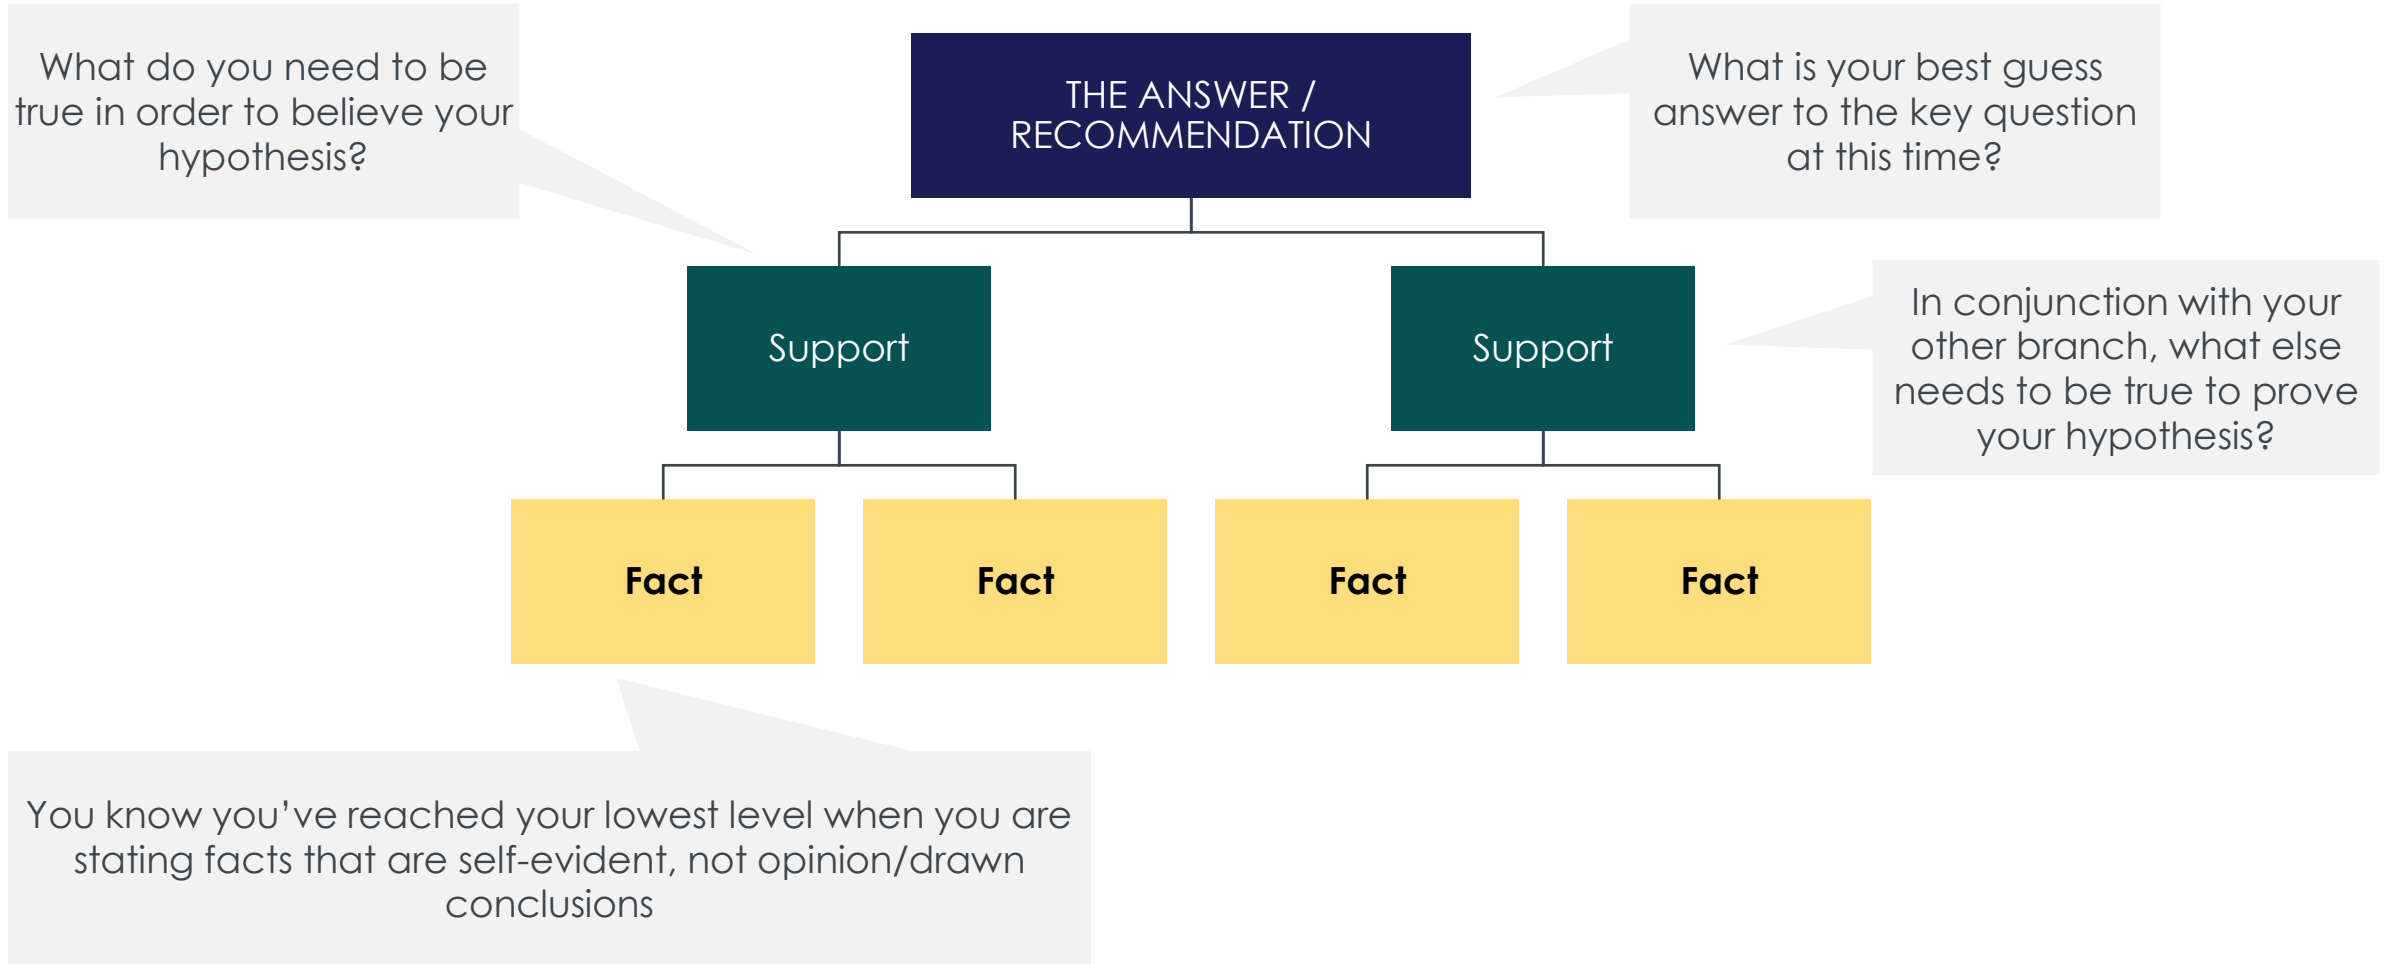 What do you need to be
true in order to believe your
hypothesis?
THE ANSWER /
RECOMMENDATION
What is your best guess
answer to the key question
at this time?
Support
Support
In conjunction with your
other branch, what else
needs to be true to prove
your hypothesis?
Fact
Fact
Fact
Fact
You know you’ve reached your lowest level when you are
stating facts that are self-evident, not opinion/drawn
conclusions